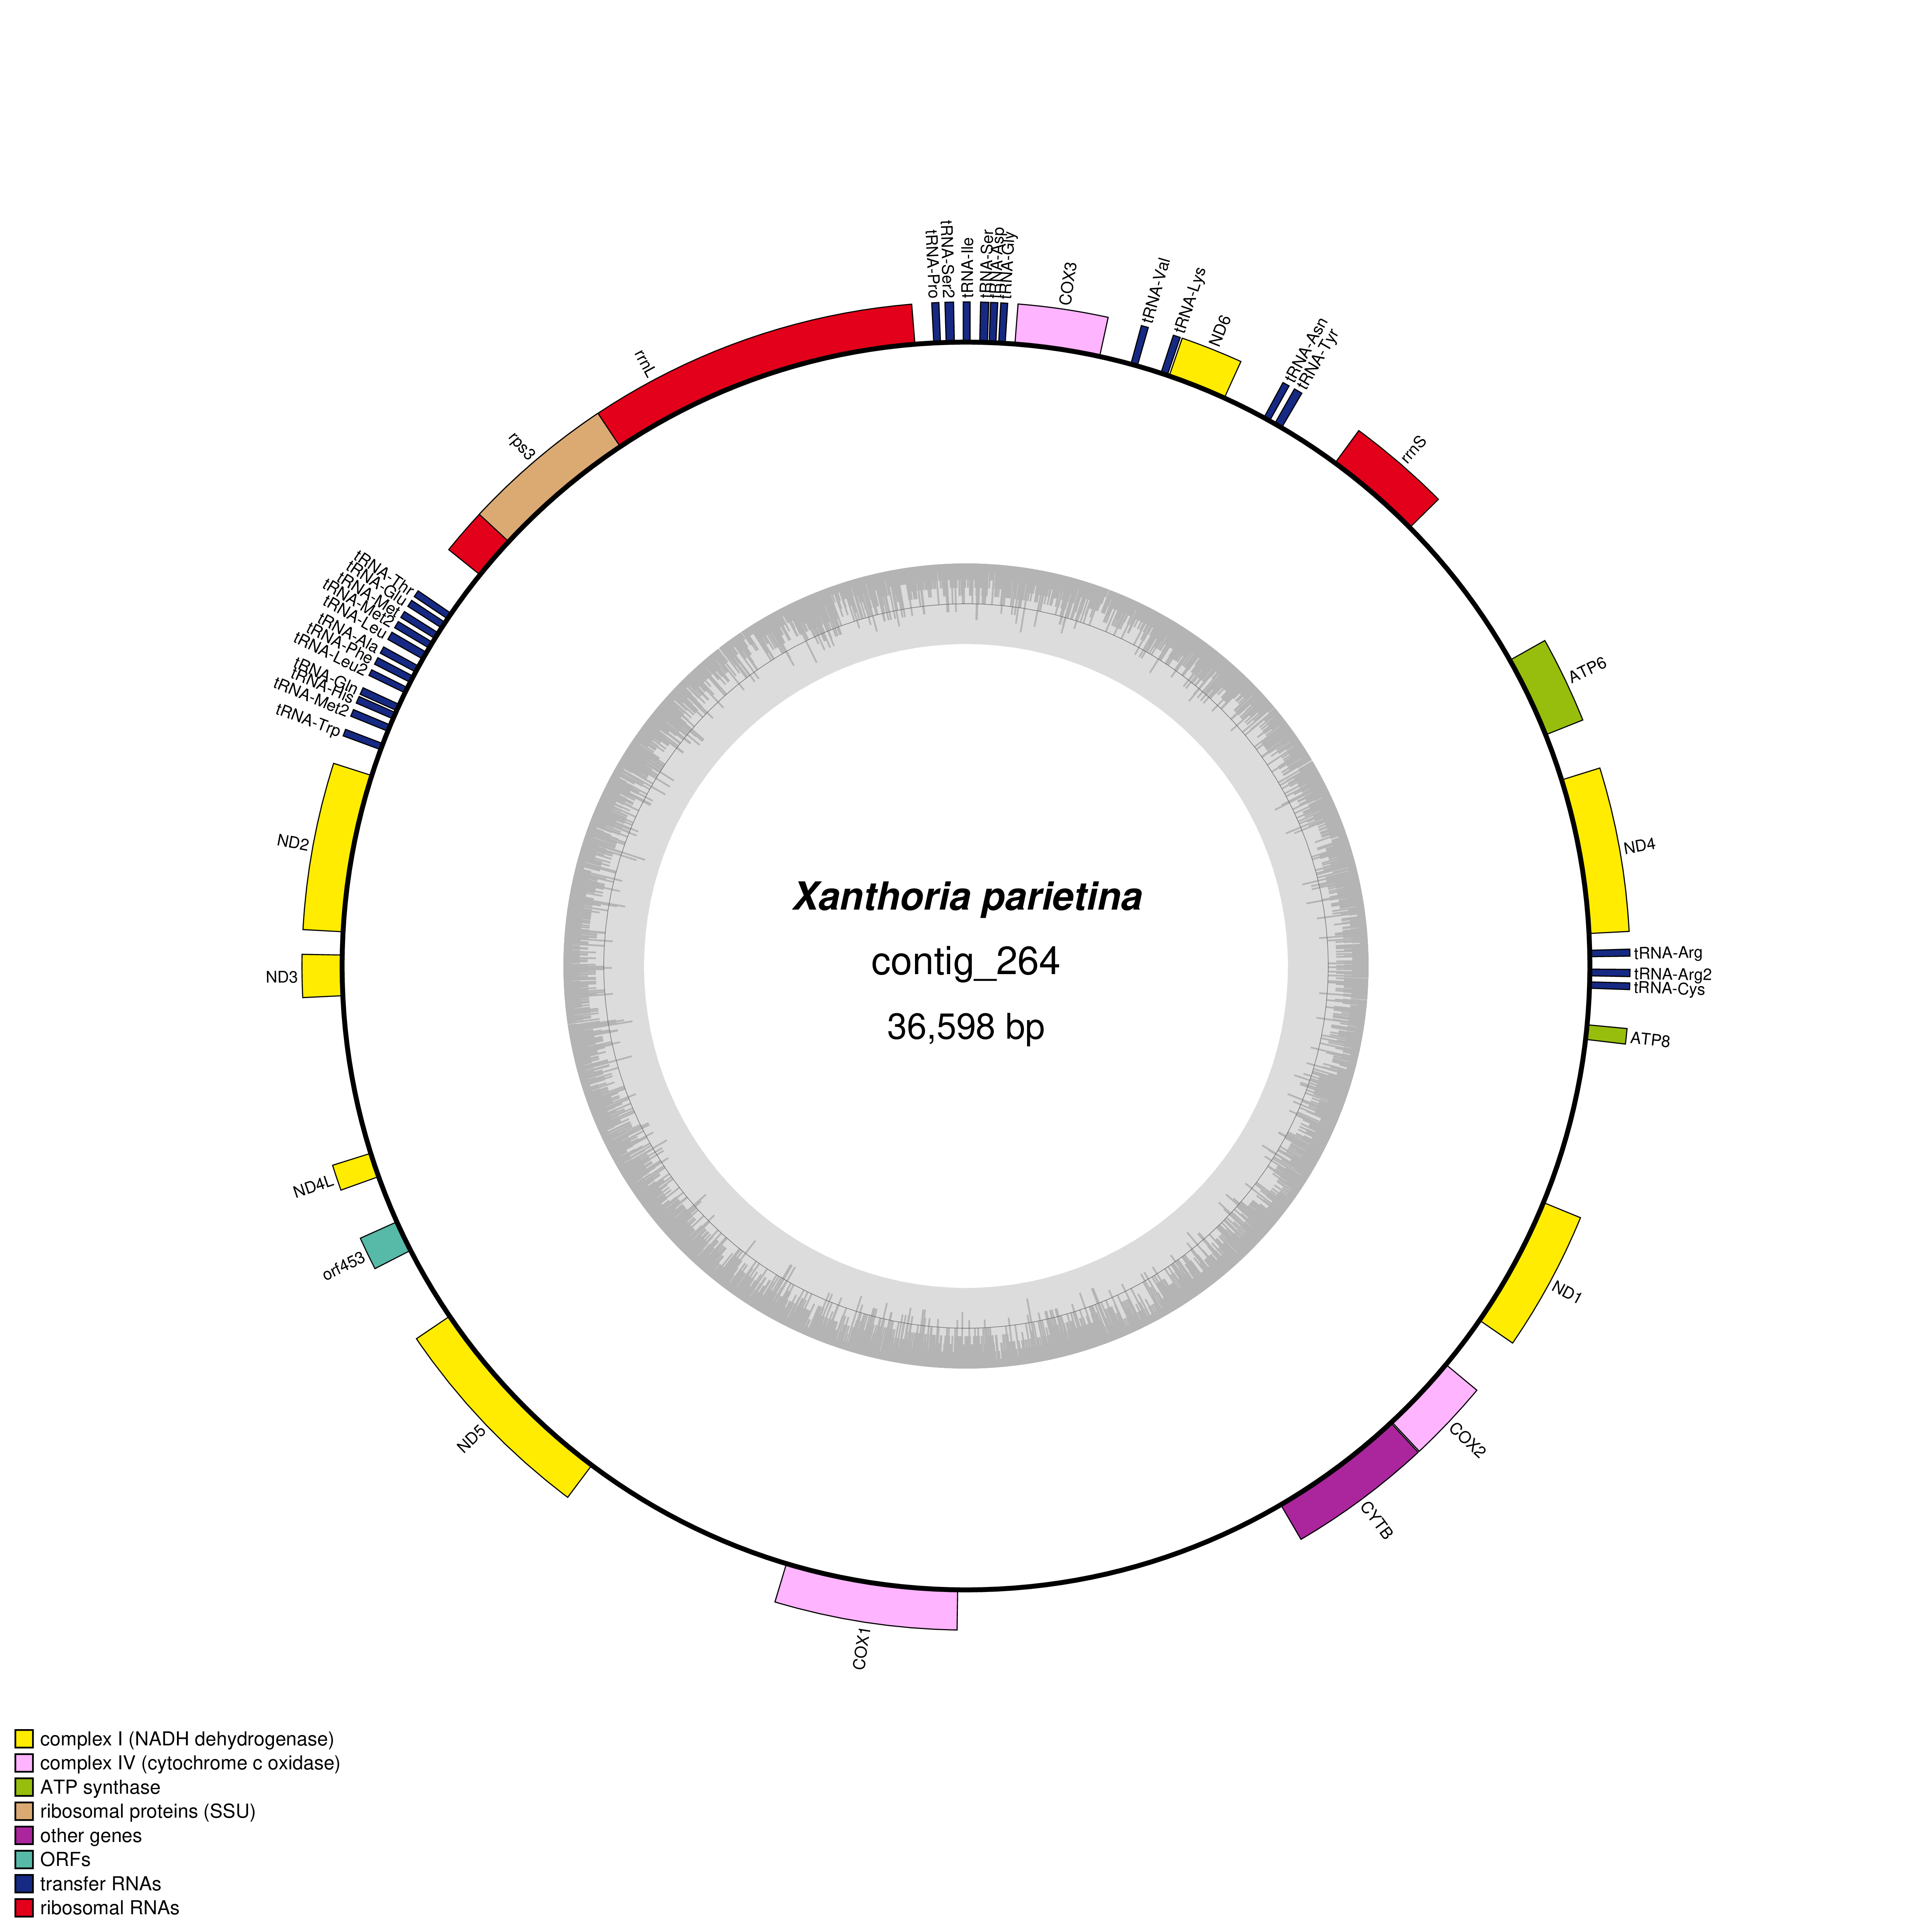 Xanthoria parietina
contig_264
36,598 bp
tRNA-Pro
tRNA-Ser2
tRNA-Ile
tRNA-Ser
tRNA-Asp
tRNA-Gly
COX3
tRNA-Val
tRNA-Lys
ND6
tRNA-Asn
tRNA-Tyr
rrnS
ATP6
ND4
tRNA-Arg
tRNA-Arg2
tRNA-Cys
ATP8
ND1
COX2
CYTB
COX1
ND5
orf453
ND4L
ND3
ND2
tRNA-Trp
tRNA-Met2
tRNA-His
tRNA-Gln
tRNA-Leu2
tRNA-Phe
tRNA-Ala
tRNA-Leu
tRNA-Met2
tRNA-Met
tRNA-Glu
tRNA-Thr
rps3
rrnL
complex I (NADH dehydrogenase)
complex IV (cytochrome c oxidase)
ATP synthase
ribosomal proteins (SSU)
other genes
ORFs
transfer RNAs
ribosomal RNAs